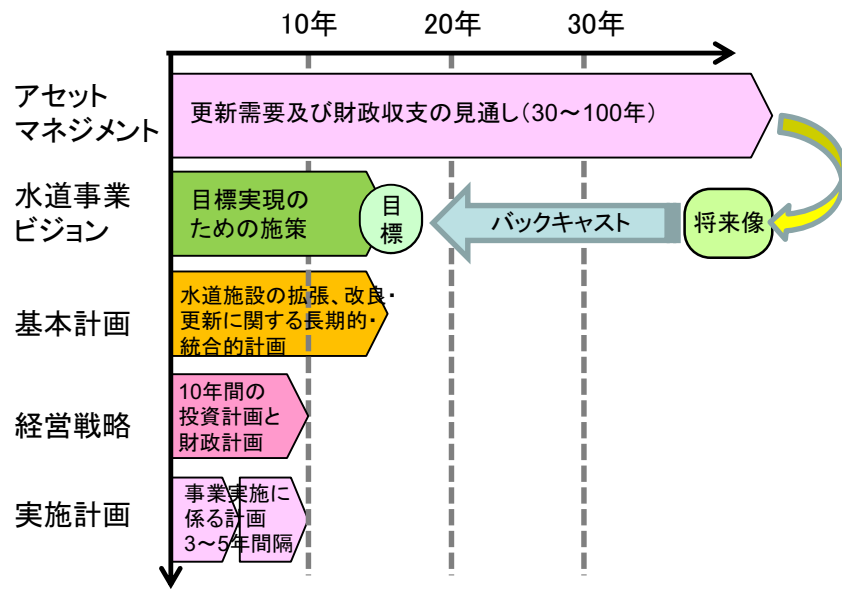 10年
20年
30年
アセット
マネジメント
更新需要及び財政収支の見通し(30～100年)
水道事業
ビジョン
目標実現の
ための施策
目
標
バックキャスト
将来像
基本計画
水道施設の拡張、改良・
更新に関する長期的・
統合的計画
経営戦略
10年間の
投資計画と
財政計画
実施計画
事業実施に
係る計画
3～5年間隔